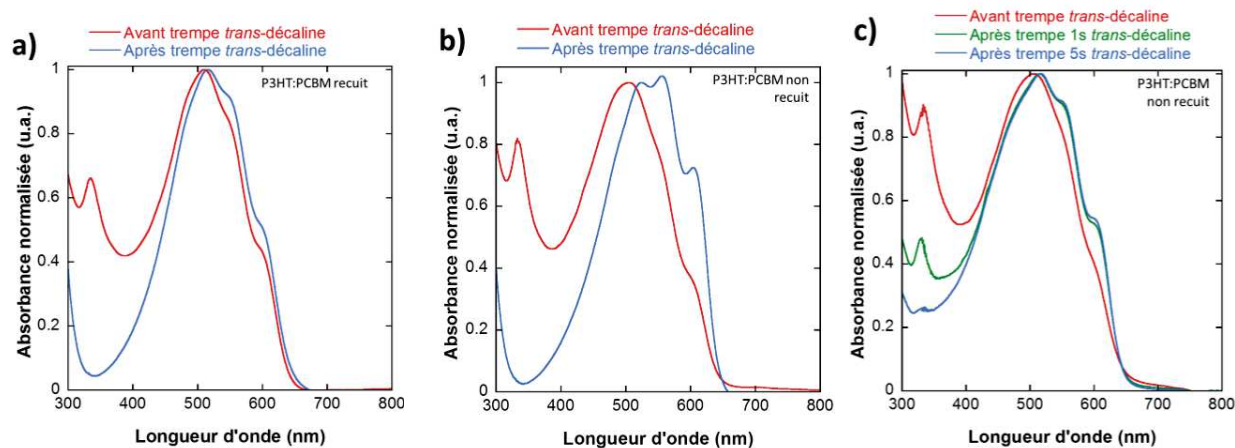 a)
Avant trempe trans-décaline
Après trempe trans-décaline
P3HT:PCBM recuit
Absorbance normalisée (u.a.)
1
0.8
0.6
0.4
0.2
0
300 400 500 600 700 800
Longueur d'onde (nm)
b)
Avant trempe trans-décaline
Après trempe trans-décaline
P3HT:PCBM non
recuit
Absorbance normalisée (u.a.)
1
0.8
0.6
0.4
0.2
0
300 400 500 600 700 800
Longueur d'onde (nm)
c)
Avant trempe trans-décaline
Après trempe 1s trans-décaline
Après trempe 5s trans-décaline
P3HT:PCBM
non recuit
Absorbance normalisée (u.a.)
1
0.8
0.6
0.4
0.2
0
300 400 500 600 700 800
Longueur d'onde (nm)